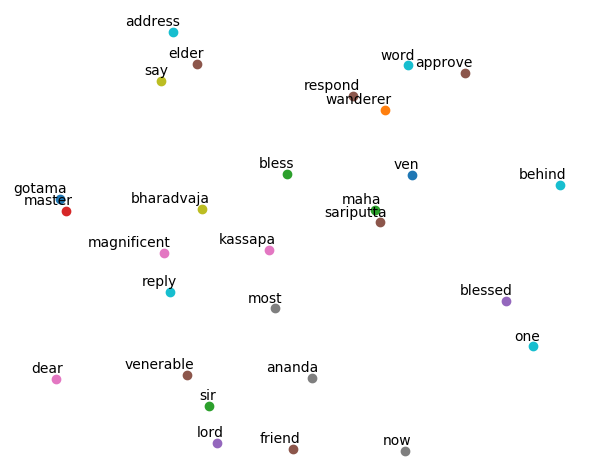 address
elder
word
approve
say
respond
wanderer
bless
ven
behind
gotama
master
bharadvaja
maha
sariputta
magnificent
kassapa
reply
most
blessed
one
dear
venerable
ananda
sir
lord
friend
now